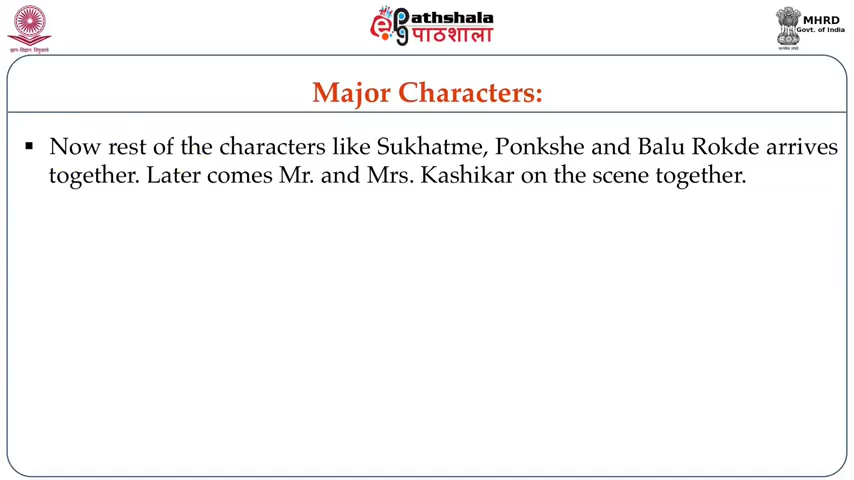 ePathshala
पाठशाला
MHRD
Govt. of India
Major Characters:
▪ Now rest of the characters like Sukhatme, Ponkshe and Balu Rokde arrives
together. Later comes Mr. and Mrs. Kashikar on the scene together.